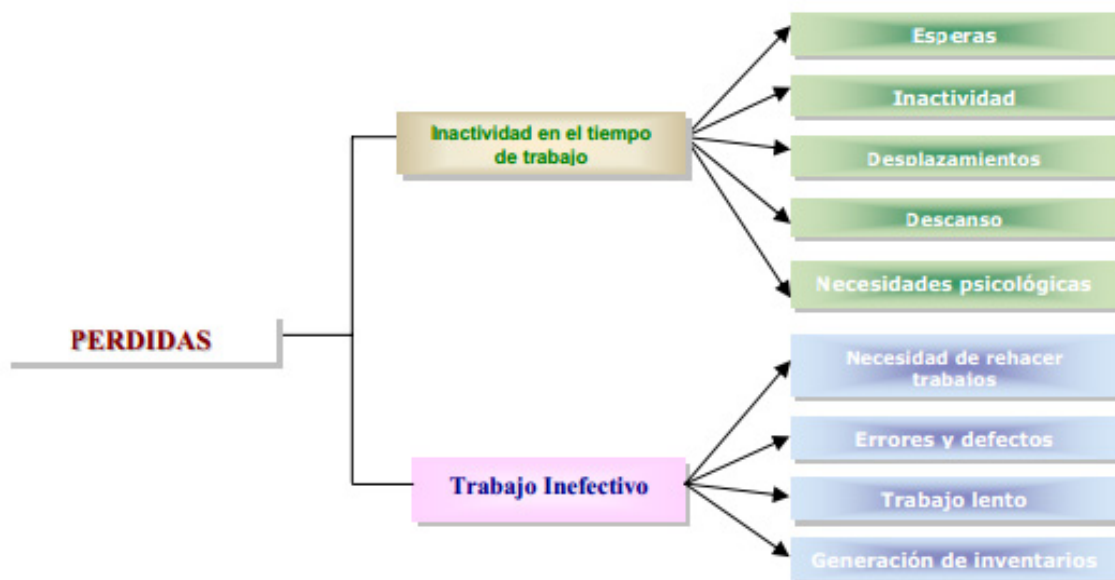 PERDIDAS
Inactividad en el tiempo
de trabajo
Esperas
Inactividad
Desplazamientos
Descanso
Necesidades psicológicas
Trabajo Inefectivo
Necesidad de rehacer
trabajos
Errores y defectos
Trabajo lento
Generación de inventarios